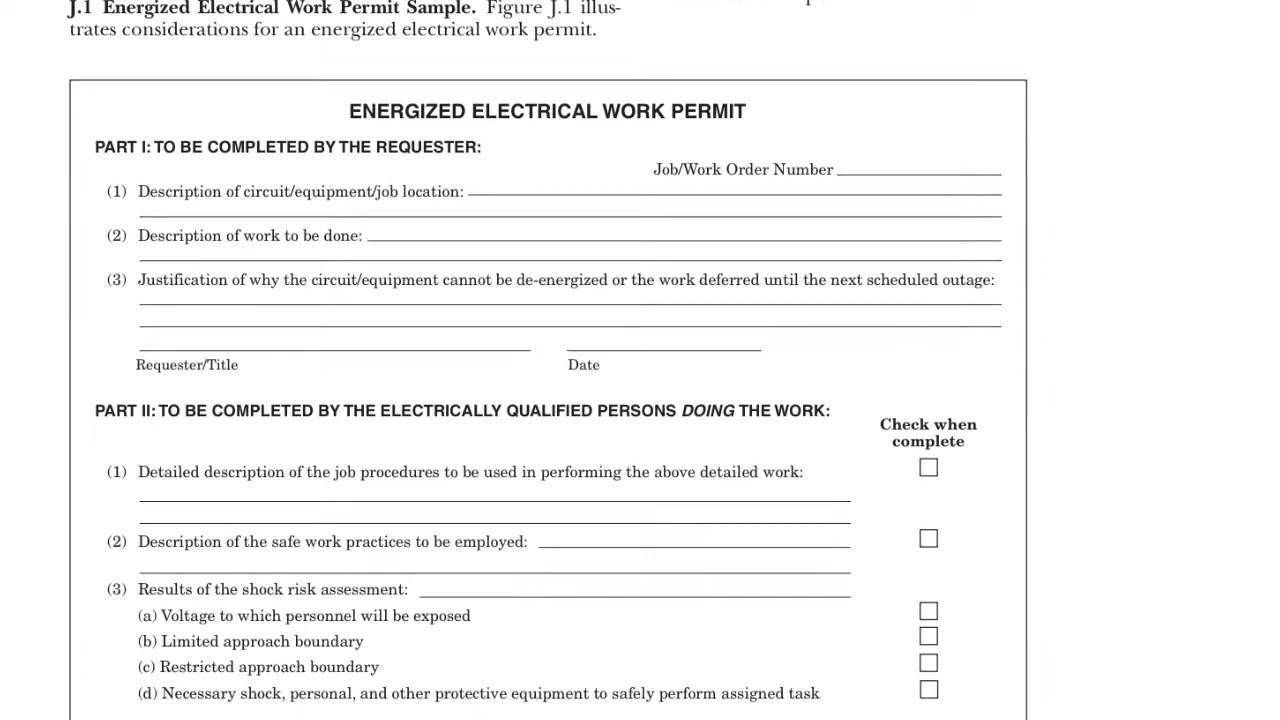 J.1 Energized Electrical Work Permit Sample. Figure J.1 illus-
trates considerations for an energized electrical work permit.
ENERGIZED ELECTRICAL WORK PERMIT
PART I: TO BE COMPLETED BY THE REQUESTER:
Job/Work Order Number
(1) Description of circuit/equipment/job location:
(2) Description of work to be done:
(3) Justification of why the circuit/equipment cannot be de-energized or the work deferred until the next scheduled outage:
Requester/Title Date
PART II: TO BE COMPLETED BY THE ELECTRICALLY QUALIFIED PERSONS DOING THE WORK:
Check when
complete
(1) Detailed description of the job procedures to be used in performing the above detailed work:
(2) Description of the safe work practices to be employed:
(3) Results of the shock risk assessment:
(a) Voltage to which personnel will be exposed
(b) Limited approach boundary
(c) Restricted approach boundary
(d) Necessary shock, personal, and other protective equipment to safely perform assigned task